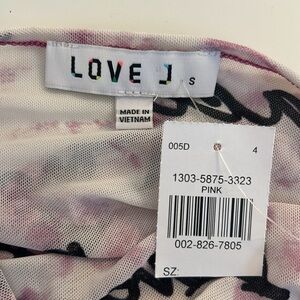 LOVE J
S
MADE IN
VIETNAM
005D 4
1303-5875-3323
PINK
002-826-7805
SZ: